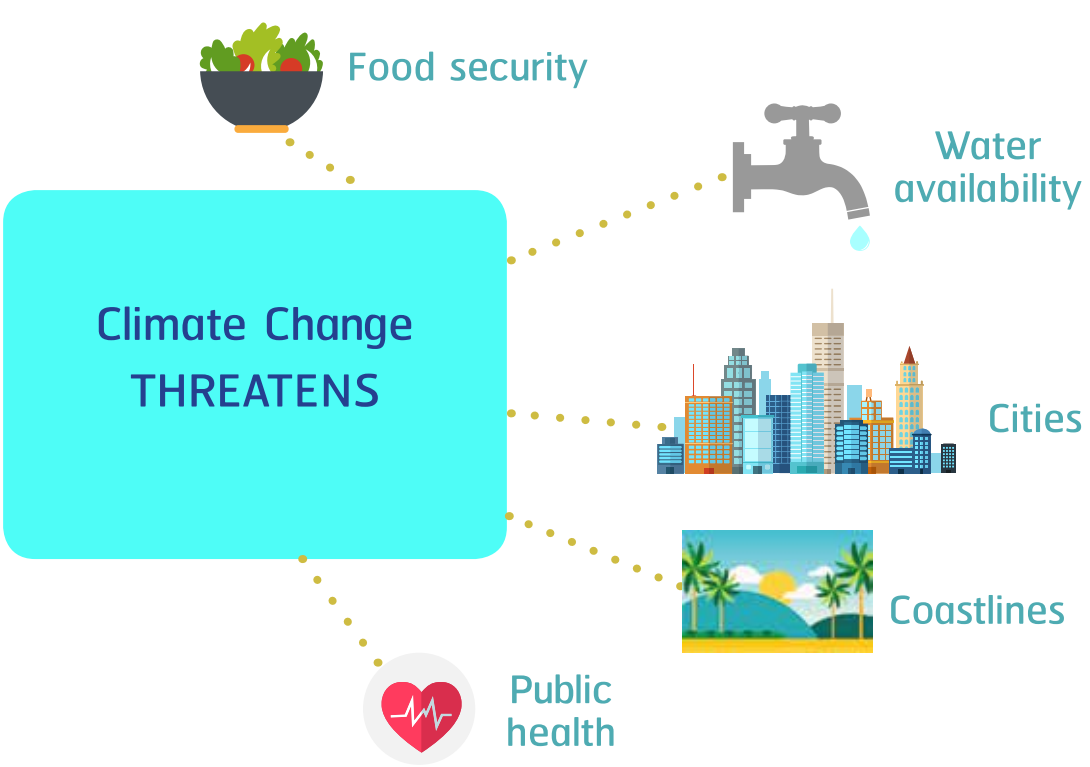 Food security
Water
availability
Climate Change
THREATENS
Cities
Coastlines
Public
health